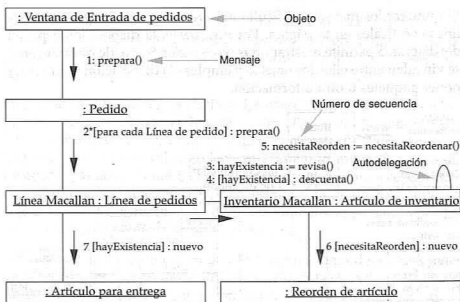 : Ventana de Entrada de pedidos
Objeto
1: prepara()
Mensaje
: Pedido
Número de secuencia
2*[para cada Línea de pedido] : prepara()
5: necesitaReorden := necesitaReordenar()
3: hayExistencia := revisa()
Autodelegación
4: [hayExistencia] : descuenta()
Línea Macallan : Línea de pedidos
Inventario Macallan : Artículo de inventario
7 [hayExistencia] : nuevo
6 [necesitaReorden] : nuevo
: Artículo para entrega
: Reorden de artículo